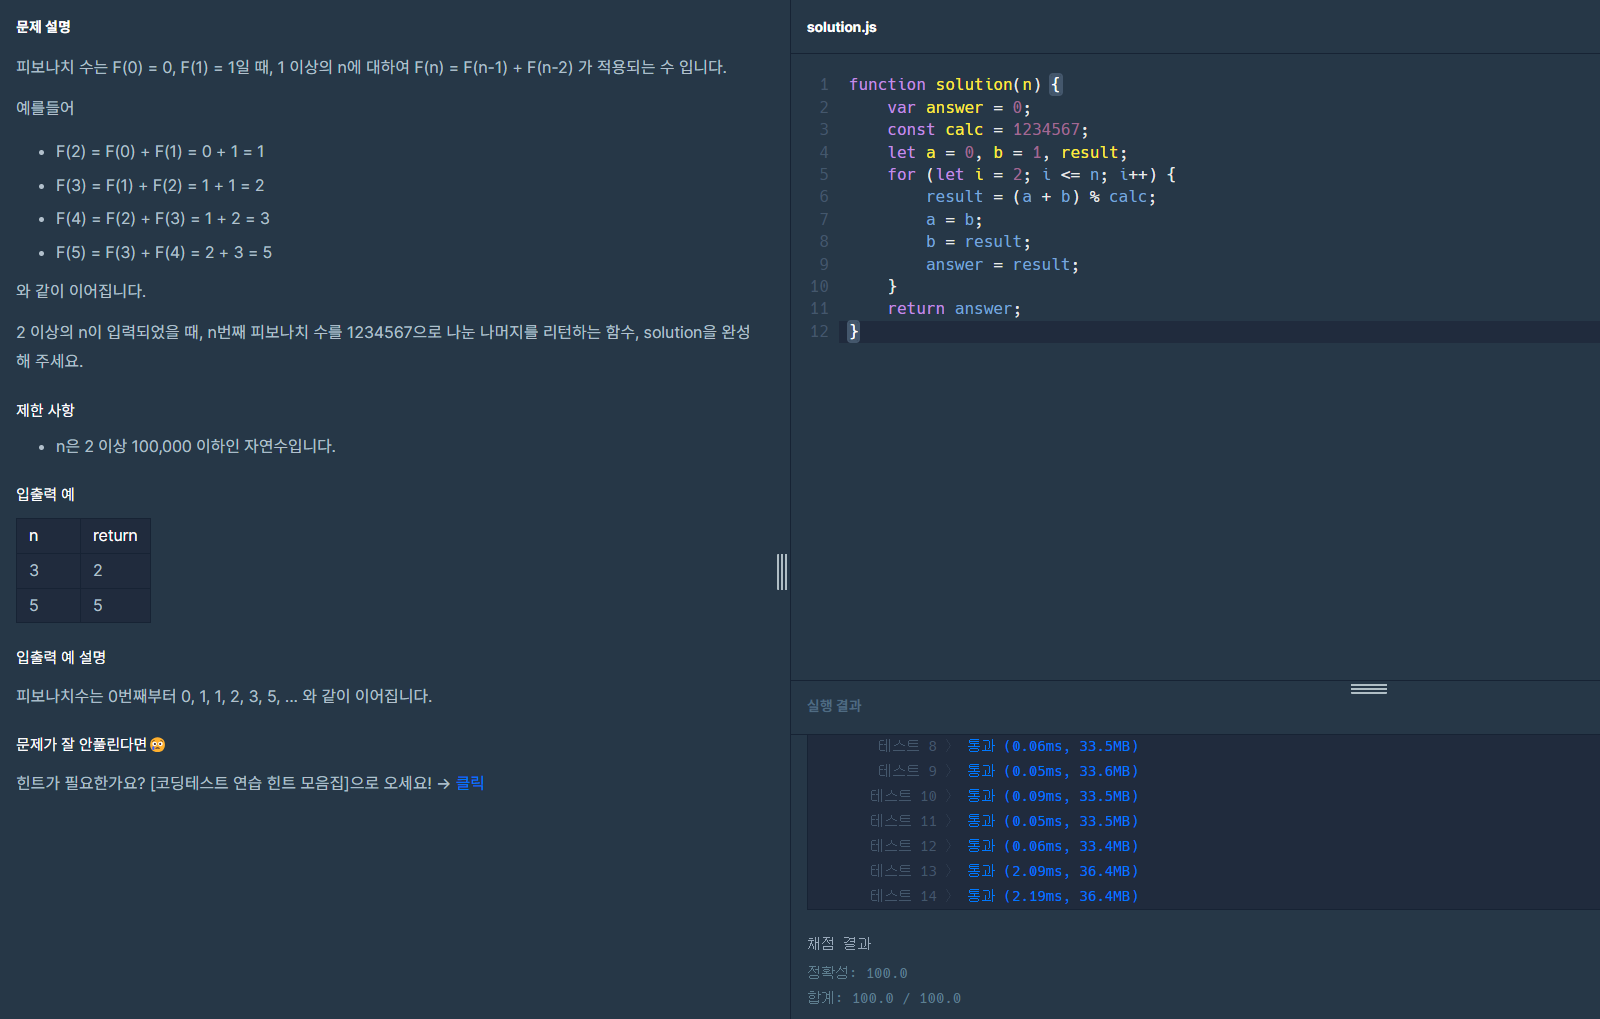 문제 설명
피보나치 수는 F(0) = 0, F(1) = 1일 때, 1 이상의 n에 대하여 F(n) = F(n-1) + F(n-2) 가 적용되는 수 입니다.
예를들어
• F(2) = F(0) + F(1) = 0 + 1 = 1
• F(3) = F(1) + F(2) = 1 + 1 = 2
• F(4) = F(2) + F(3) = 1 + 2 = 3
• F(5) = F(3) + F(4) = 2 + 3 = 5
와 같이 이어집니다.
2 이상의 n이 입력되었을 때, n번째 피보나치 수를 1234567으로 나눈 나머지를 리턴하는 함수, solution을 완성
해 주세요.
제한 사항
• n은 2 이상 100,000 이하인 자연수입니다.
입출력 예
n return
3 2
5 5
입출력 예 설명
피보나치수는 0번째부터 0, 1, 1, 2, 3, 5, ... 와 같이 이어집니다.
문제가 잘 안풀린다면😳
힌트가 필요한가요? [코딩테스트 연습 힌트 모음집]으로 오세요! → 클릭
solution.js
1 function solution(n) {
2     var answer = 0;
3     const calc = 1234567;
4     let a = 0, b = 1, result;
5     for (let i = 2; i <= n; i++) {
6         result = (a + b) % calc;
7         a = b;
8         b = result;
9         answer = result;
10     }
11     return answer;
12 }
실행 결과
테스트 8 〉 통과 (0.06ms, 33.5MB)
테스트 9 〉 통과 (0.05ms, 33.6MB)
테스트 10 〉 통과 (0.09ms, 33.5MB)
테스트 11 〉 통과 (0.05ms, 33.5MB)
테스트 12 〉 통과 (0.06ms, 33.4MB)
테스트 13 〉 통과 (2.09ms, 36.4MB)
테스트 14 〉 통과 (2.19ms, 36.4MB)
채점 결과
정확성: 100.0
합계: 100.0 / 100.0